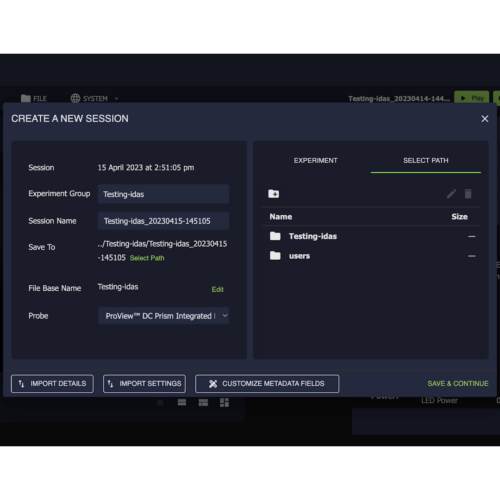 FILE SYSTEM Testing-idas_20230414-144... Play
CREATE A NEW SESSION
EXPERIMENT SELECT PATH
Session 15 April 2023 at 2:51:05 pm
Experiment Group Testing-idas
Session Name Testing-idas_20230415-145105
Save To ../Testing-idas/Testing-idas_20230415
-145105 Select Path
File Base Name Testing-idas Edit
Probe ProView™ DC Prism Integrated
Name Size
Testing-idas —
users —
IMPORT DETAILS IMPORT SETTINGS CUSTOMIZE METADATA FIELDS SAVE & CONTINUE
LED Power